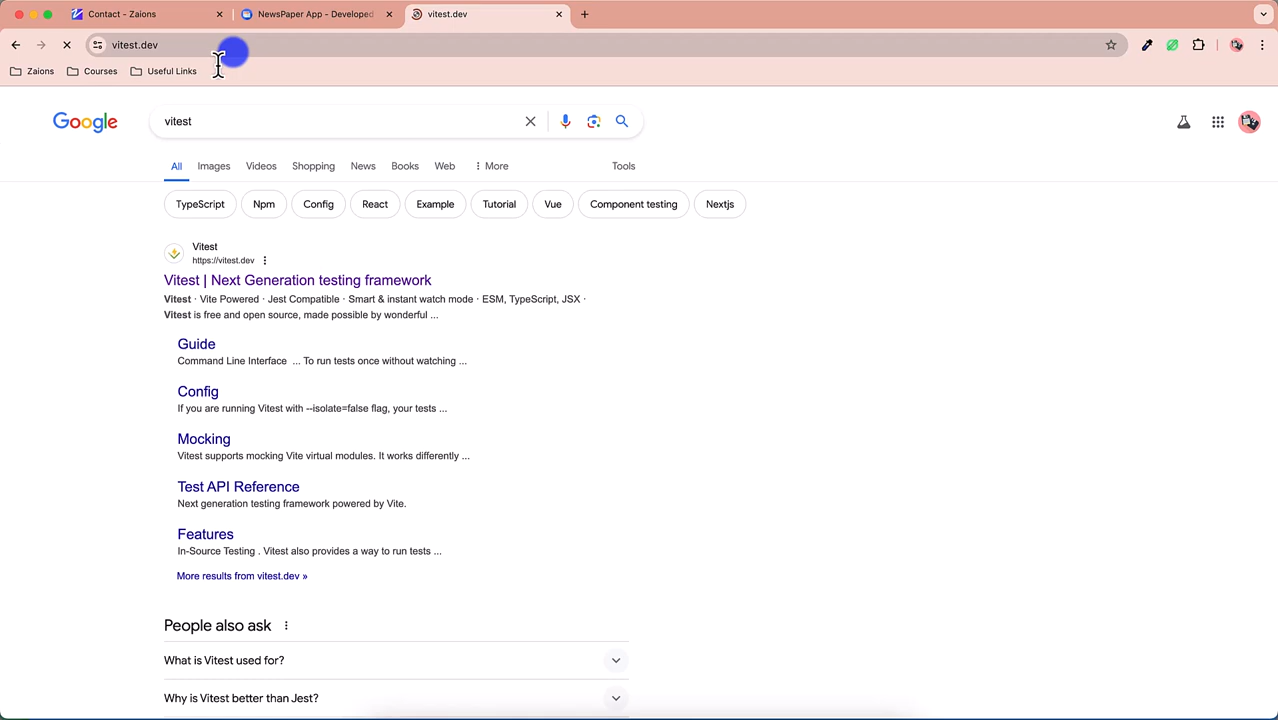 Contact - Zaions
NewsPaper App - Developed
vitest.dev
vitest.dev
Zaions
Courses
Useful Links
Google
vitest
All
Images
Videos
Shopping
News
Books
Web
More
Tools
TypeScript
Npm
Config
React
Example
Tutorial
Vue
Component testing
Nextjs
Vitest
https://vitest.dev
Vitest | Next Generation testing framework
Vitest · Vite Powered · Jest Compatible · Smart & instant watch mode · ESM, TypeScript, JSX ·
Vitest is free and open source, made possible by wonderful ...
Guide
Command Line Interface ... To run tests once without watching ...
Config
If you are running Vitest with --isolate=false flag, your tests ...
Mocking
Vitest supports mocking Vite virtual modules. It works differently ...
Test API Reference
Next generation testing framework powered by Vite.
Features
In-Source Testing . Vitest also provides a way to run tests ...
More results from vitest.dev »
People also ask
What is Vitest used for?
Why is Vitest better than Jest?